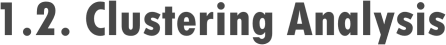 1.2. Clustering Analysis